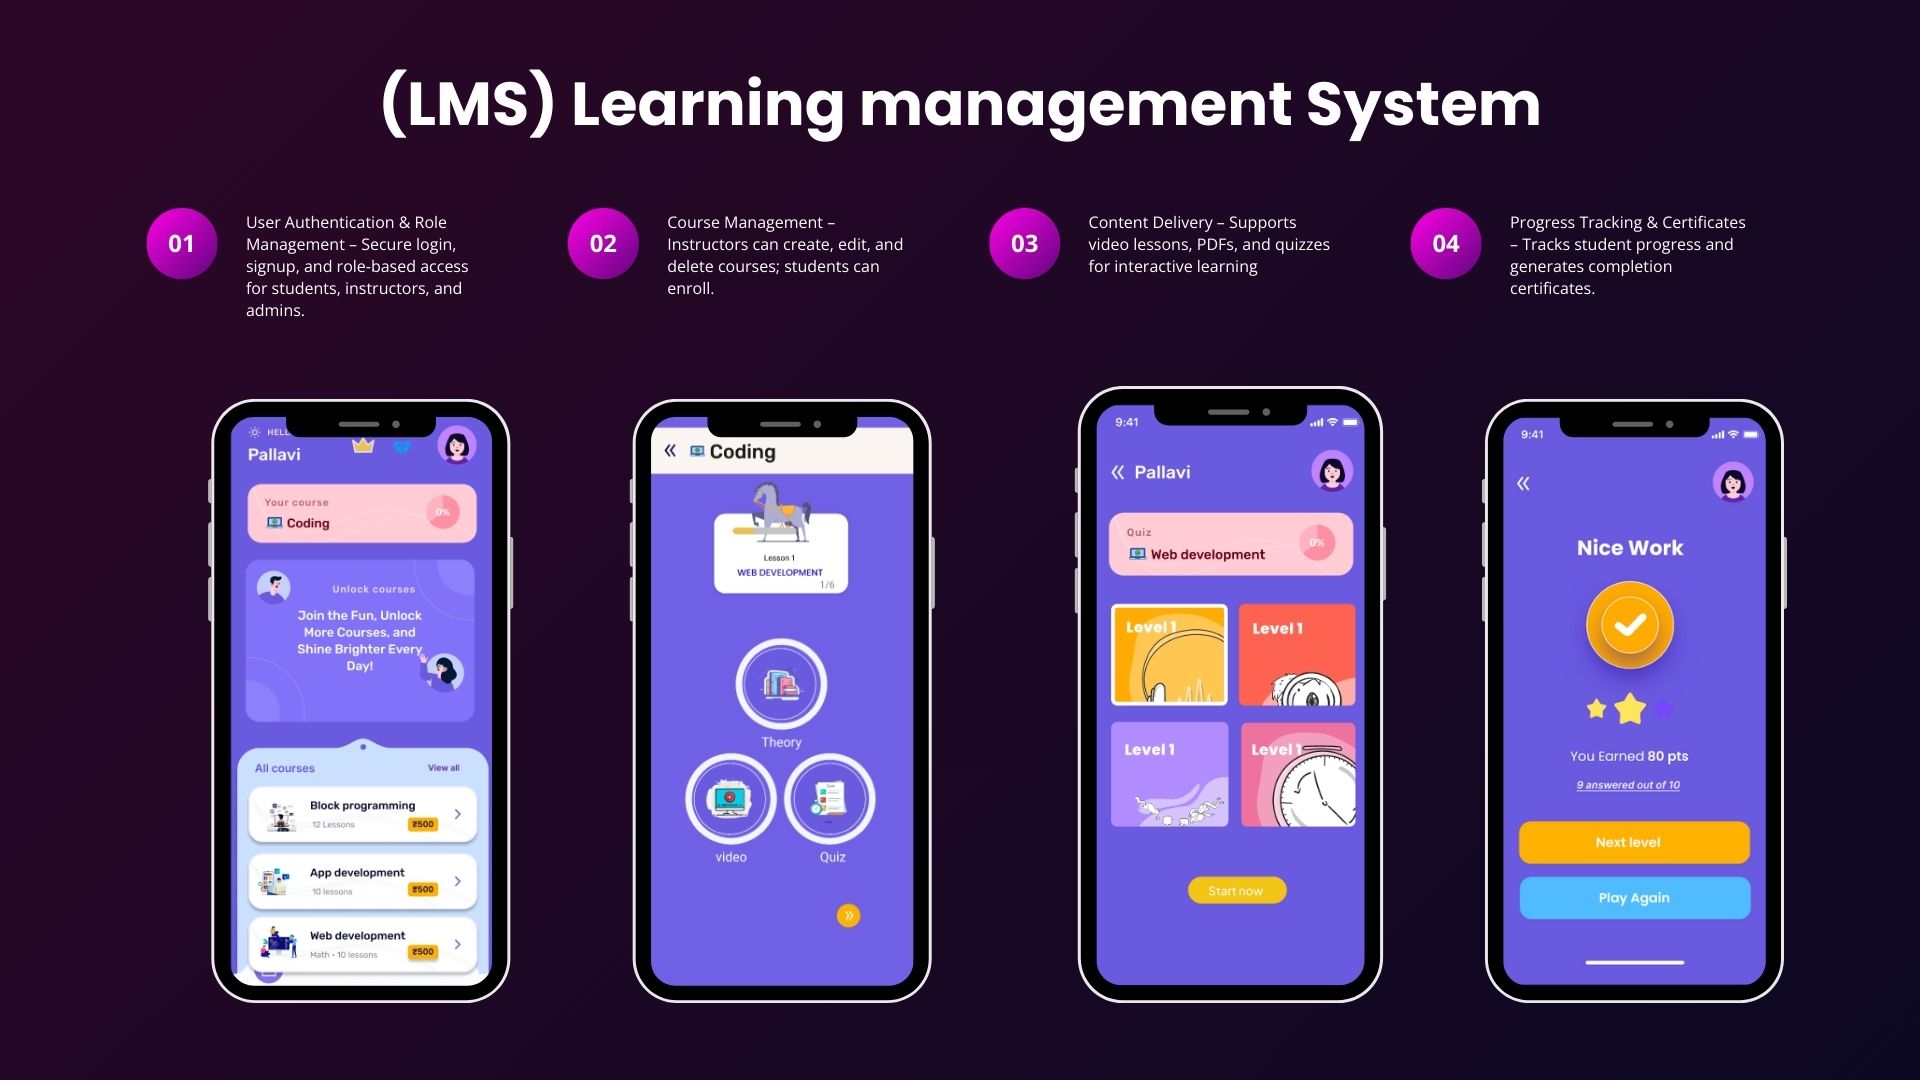 (LMS) Learning management System
01
User Authentication & Role
Management – Secure login,
signup, and role-based access
for students, instructors, and
admins.
02
Course Management –
Instructors can create, edit, and
delete courses; students can
enroll.
03
Content Delivery – Supports
video lessons, PDFs, and quizzes
for interactive learning
04
Progress Tracking & Certificates
– Tracks student progress and
generates completion
certificates.
Pallavi
Your course
Coding
0%
Unlock courses
Join the Fun, Unlock
More Courses, and
Shine Brighter Every
Day!
All courses
View all
Block programming
12 Lessons
₹500
App development
10 lessons
₹500
Web development
Math • 10 lessons
₹500
Coding
Lesson 1
WEB DEVELOPMENT
1/6
Theory
video
Quiz
9:41
Pallavi
Quiz
Web development
0%
Level 1
Level 1
Level 1
Level 1
Start now
9:41
Nice Work
You Earned 80 pts
9 answered out of 10
Next level
Play Again